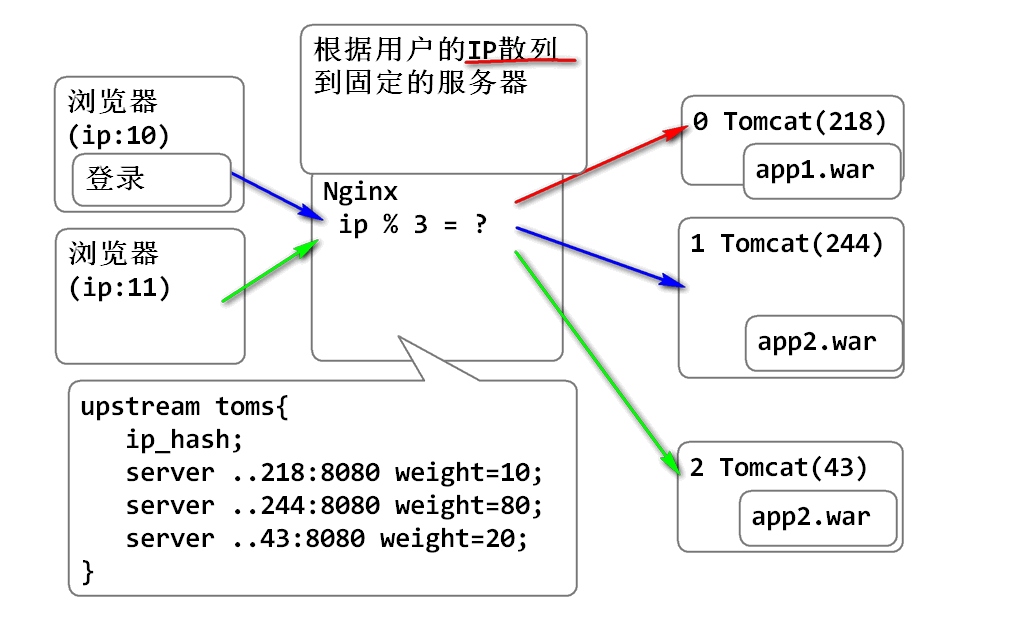 根据用户的IP散列
到固定的服务器
浏览器
(ip:10)
登录
浏览器
(ip:11)
Nginx
ip % 3 = ?
0 Tomcat(218)
app1.war
1 Tomcat(244)
app2.war
2 Tomcat(43)
app2.war
upstream toms{
ip_hash;
server ..218:8080 weight=10;
server ..244:8080 weight=80;
server ..43:8080 weight=20;
}